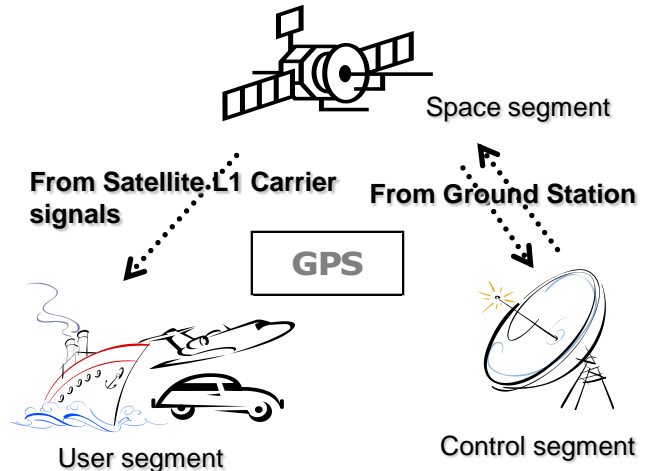 Space segment
From Satellite L1 Carrier
signals
From Ground Station
GPS
User segment
Control segment